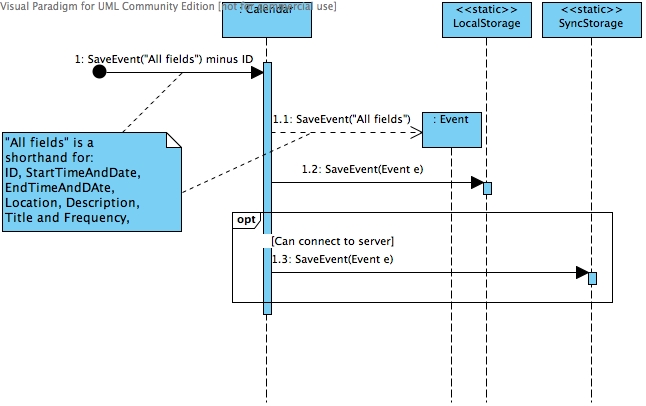 Visual Paradigm for UML Community Edition [not for commercial use]
: Calendar
<<static>>
LocalStorage
<<static>>
SyncStorage
1: SaveEvent("All fields") minus ID
1.1: SaveEvent("All fields")
: Event
"All fields" is a
shorthand for:
ID, StartTimeAndDate,
EndTimeAndDAte,
Location, Description,
Title and Frequency,
1.2: SaveEvent(Event e)
opt
[Can connect to server]
1.3: SaveEvent(Event e)